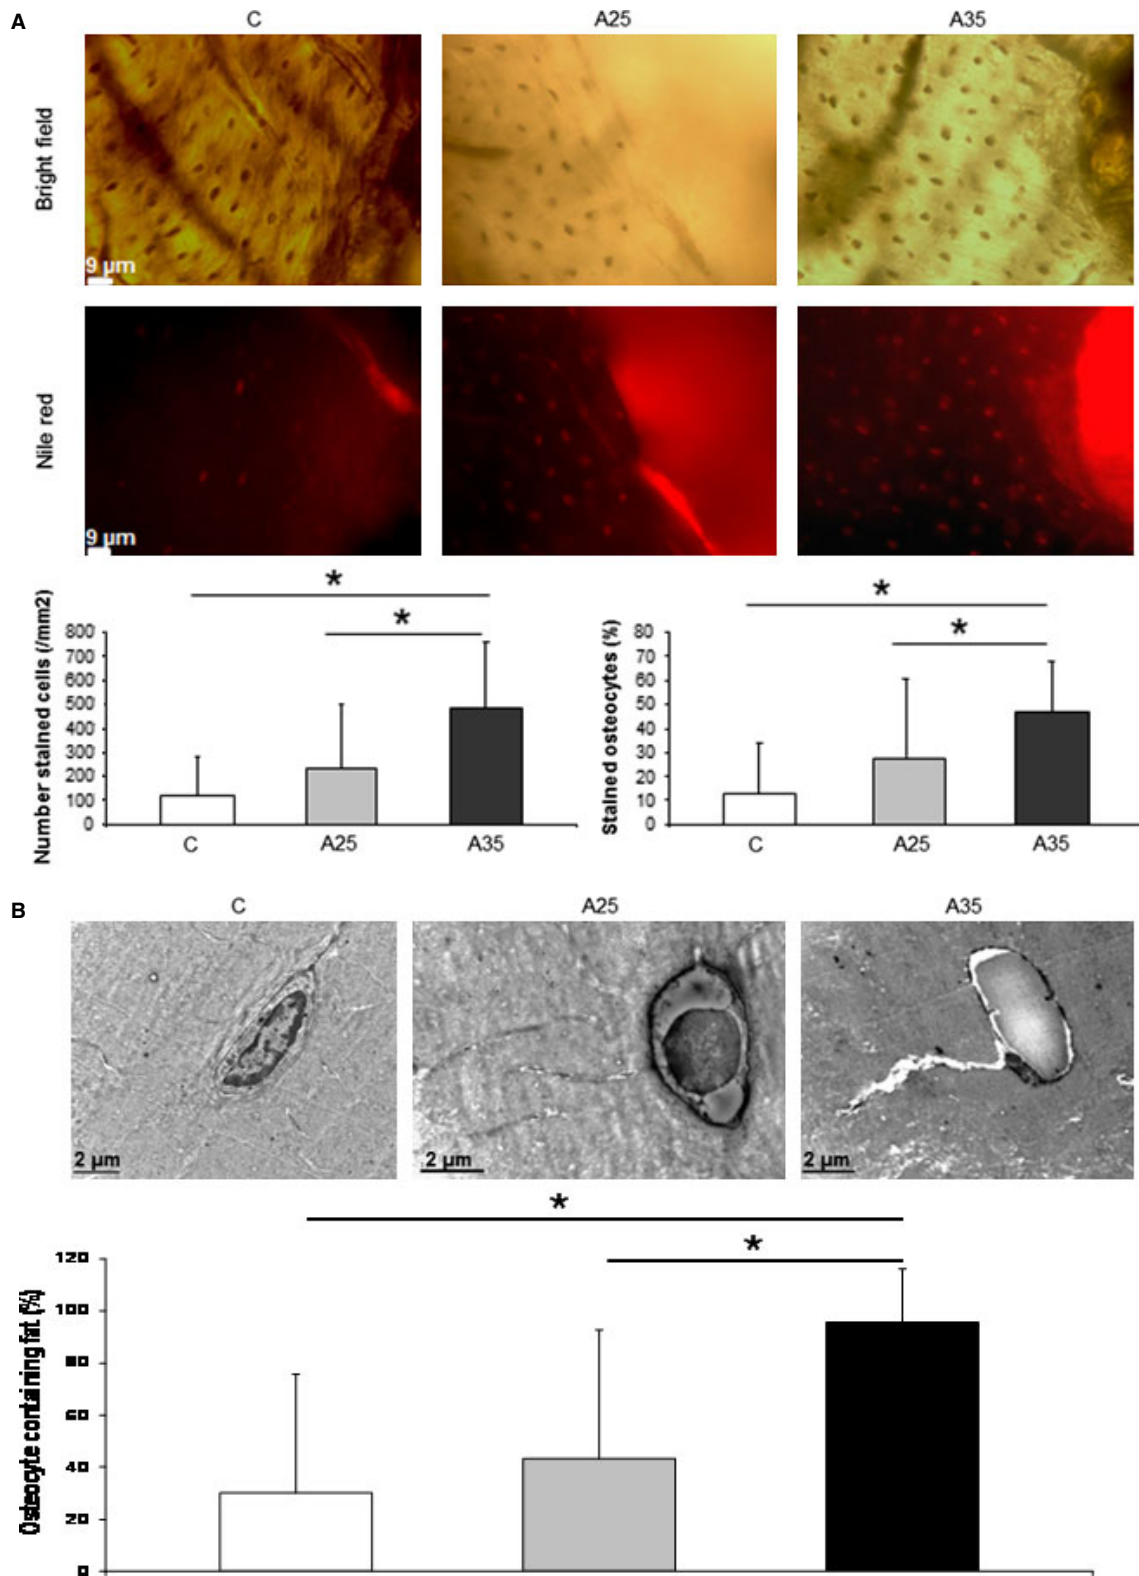 A
C A25 A35
Bright field
9 µm
Nile red
9 µm
*
*
Number stained cells (/mm2)
800
700
600
500
400
300
200
100
0
C A25 A35
*
*
Stained osteocytes (%)
80
70
60
50
40
30
20
10
0
C A25 A35
B
C A25 A35
2 µm 2 µm 2 µm
*
*
Osteocyte containing fat (%)
120
100
80
60
40
20
0